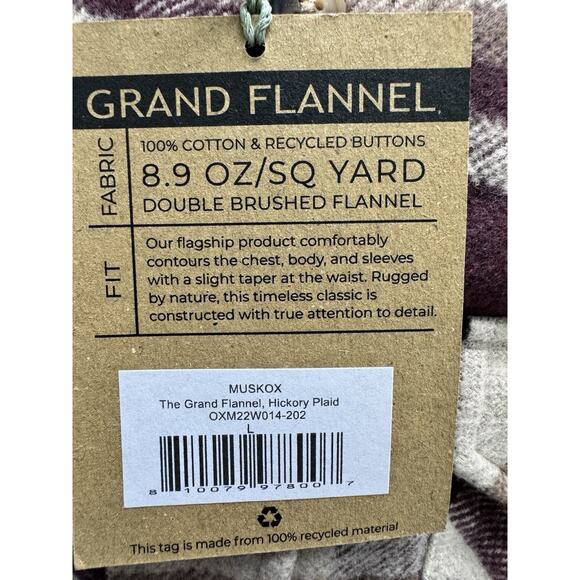 GRAND FLANNEL
FABRIC
100% COTTON & RECYCLED BUTTONS
8.9 OZ/SQ YARD
DOUBLE BRUSHED FLANNEL
FIT
Our flagship product comfortably
contours the chest, body, and sleeves
with a slight taper at the waist. Rugged
by nature, this timeless classic is
constructed with true attention to detail.
MUSKOX
The Grand Flannel, Hickory Plaid
OXM22W014-202
L
8 10079 97800 7
This tag is made from 100% recycled material